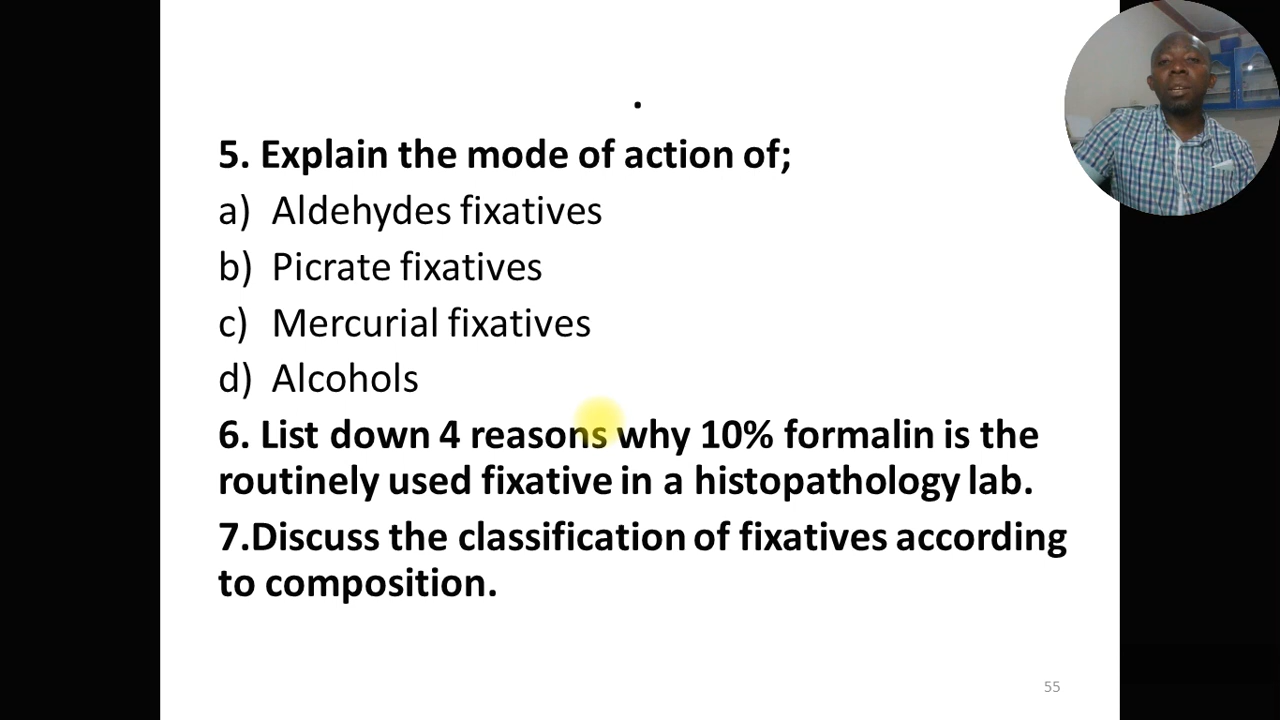 .
5. Explain the mode of action of;
a) Aldehydes fixatives
b) Picrate fixatives
c) Mercurial fixatives
d) Alcohols
6. List down 4 reasons why 10% formalin is the
routinely used fixative in a histopathology lab.
7.Discuss the classification of fixatives according
to composition.
55